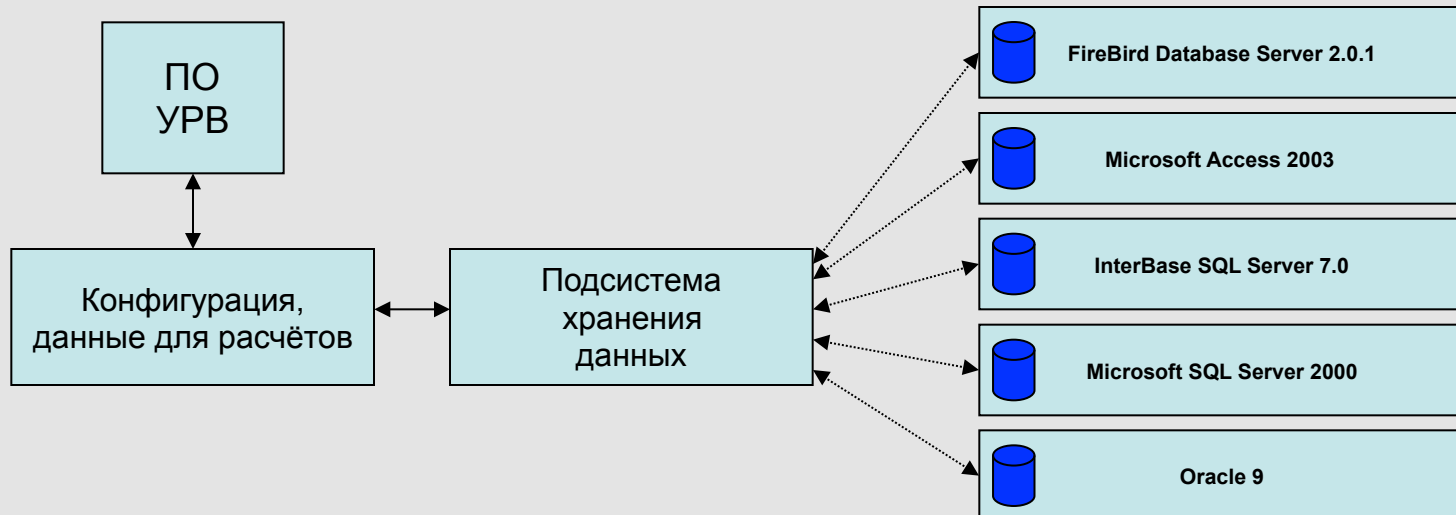 ПО
УРВ
Конфигурация,
данные для расчётов
Подсистема
хранения
данных
FireBird Database Server 2.0.1
Microsoft Access 2003
InterBase SQL Server 7.0
Microsoft SQL Server 2000
Oracle 9